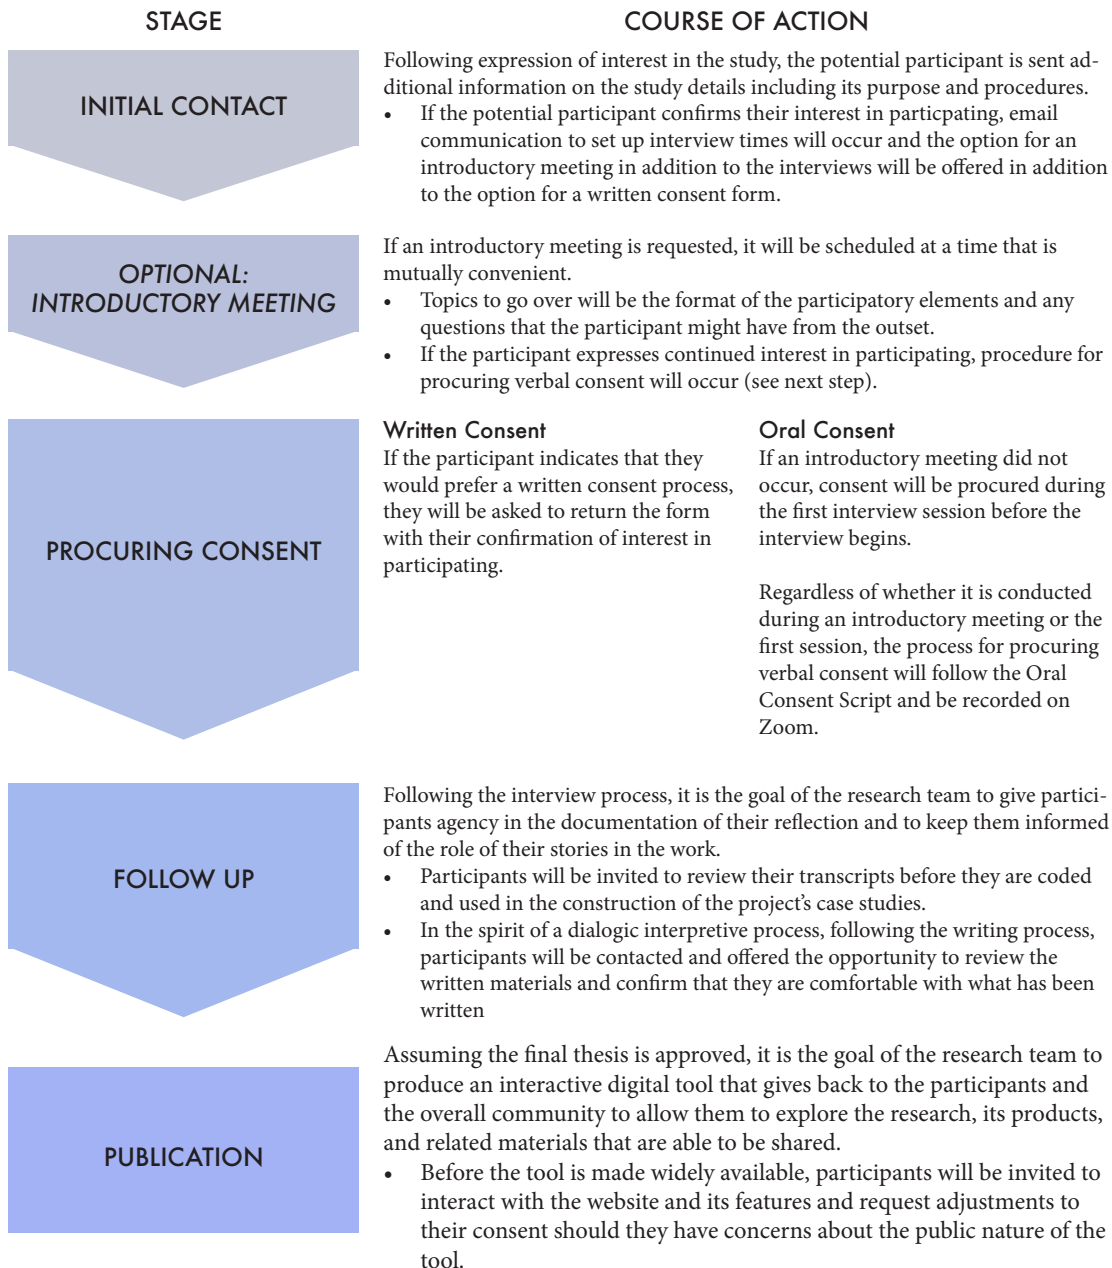 STAGE
COURSE OF ACTION
INITIAL CONTACT
Following expression of interest in the study, the potential participant is sent ad-
ditional information on the study details including its purpose and procedures.
• If the potential participant confirms their interest in particpating, email
communication to set up interview times will occur and the option for an
introductory meeting in addition to the interviews will be offered in addition
to the option for a written consent form.
OPTIONAL:
INTRODUCTORY MEETING
If an introductory meeting is requested, it will be scheduled at a time that is
mutually convenient.
• Topics to go over will be the format of the participatory elements and any
questions that the participant might have from the outset.
• If the participant expresses continued interest in participating, procedure for
procuring verbal consent will occur (see next step).
PROCURING CONSENT
Written Consent
If the participant indicates that they
would prefer a written consent process,
they will be asked to return the form
with their confirmation of interest in
participating.
Oral Consent
If an introductory meeting did not
occur, consent will be procured during
the first interview session before the
interview begins.
Regardless of whether it is conducted
during an introductory meeting or the
first session, the process for procuring
verbal consent will follow the Oral
Consent Script and be recorded on
Zoom.
FOLLOW UP
Following the interview process, it is the goal of the research team to give partici-
pants agency in the documentation of their reflection and to keep them informed
of the role of their stories in the work.
• Participants will be invited to review their transcripts before they are coded
and used in the construction of the project's case studies.
• In the spirit of a dialogic interpretive process, following the writing process,
participants will be contacted and offered the opportunity to review the
written materials and confirm that they are comfortable with what has been
written
PUBLICATION
Assuming the final thesis is approved, it is the goal of the research team to
produce an interactive digital tool that gives back to the participants and
the overall community to allow them to explore the research, its products,
and related materials that are able to be shared.
• Before the tool is made widely available, participants will be invited to
interact with the website and its features and request adjustments to
their consent should they have concerns about the public nature of the
tool.